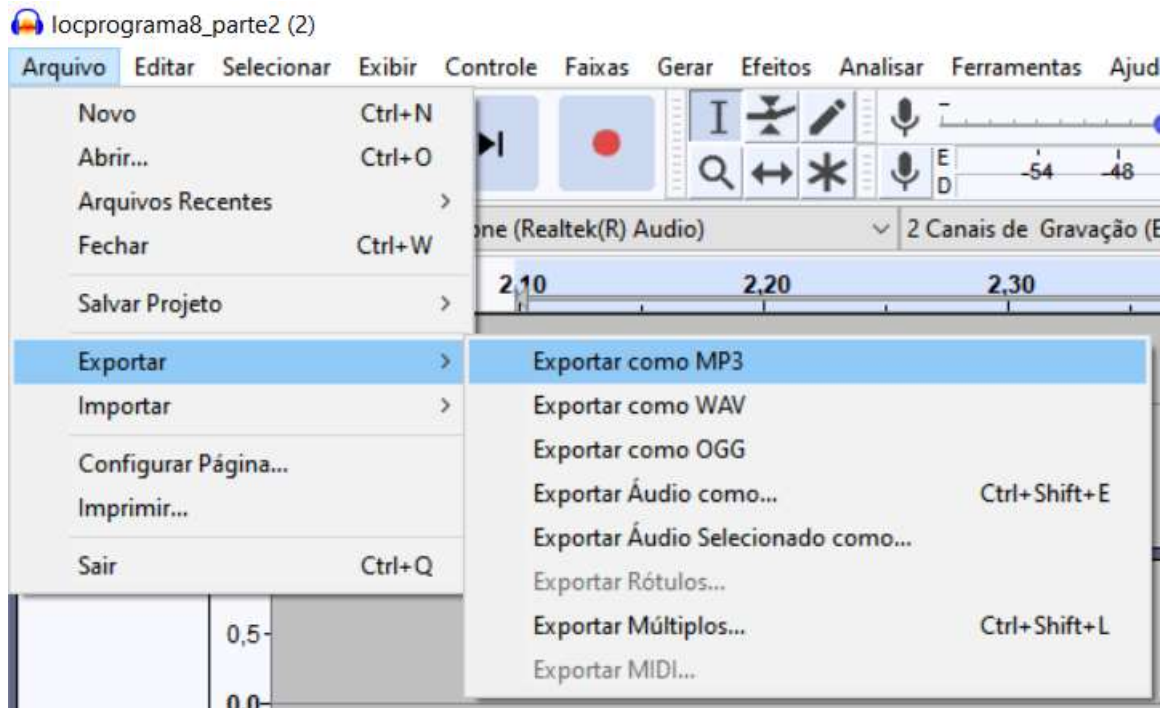 locprograma8_parte2 (2)
Arquivo Editar Selecionar Exibir Controle Faixas Gerar Efeitos Analisar Ferramentas Ajud
Novo Ctrl+N
Abrir... Ctrl+O
Arquivos Recentes >
Fechar Ctrl+W
Salvar Projeto >
Exportar >
Importar >
Configurar Página...
Imprimir...
Sair Ctrl+Q
E
D
-54 -48
one (Realtek(R) Audio) 2 Canais de Gravação (E
2,10 2,20 2,30
Exportar como MP3
Exportar como WAV
Exportar como OGG
Exportar Áudio como... Ctrl+Shift+E
Exportar Áudio Selecionado como...
Exportar Rótulos...
Exportar Múltiplos... Ctrl+Shift+L
Exportar MIDI...
0,5-
0,0-